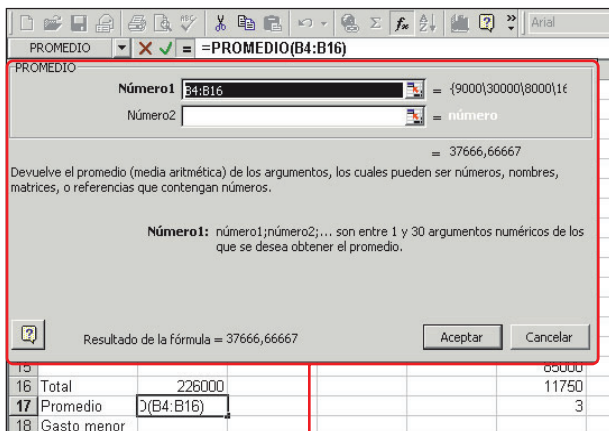 Arial
PROMEDIO =PROMEDIO(B4:B16)
PROMEDIO
Número1 B4:B16 = {9000\30000\8000\16
Número2 = número
= 37666,66667
Devuelve el promedio (media aritmética) de los argumentos, los cuales pueden ser números, nombres,
matrices, o referencias que contengan números.
Número1: número1;número2;... son entre 1 y 30 argumentos numéricos de los
que se desea obtener el promedio.
Resultado de la fórmula = 37666,66667 Aceptar Cancelar
15 65000
16 Total 226000 11750
17 Promedio O(B4:B16) 3
18 Gasto menor